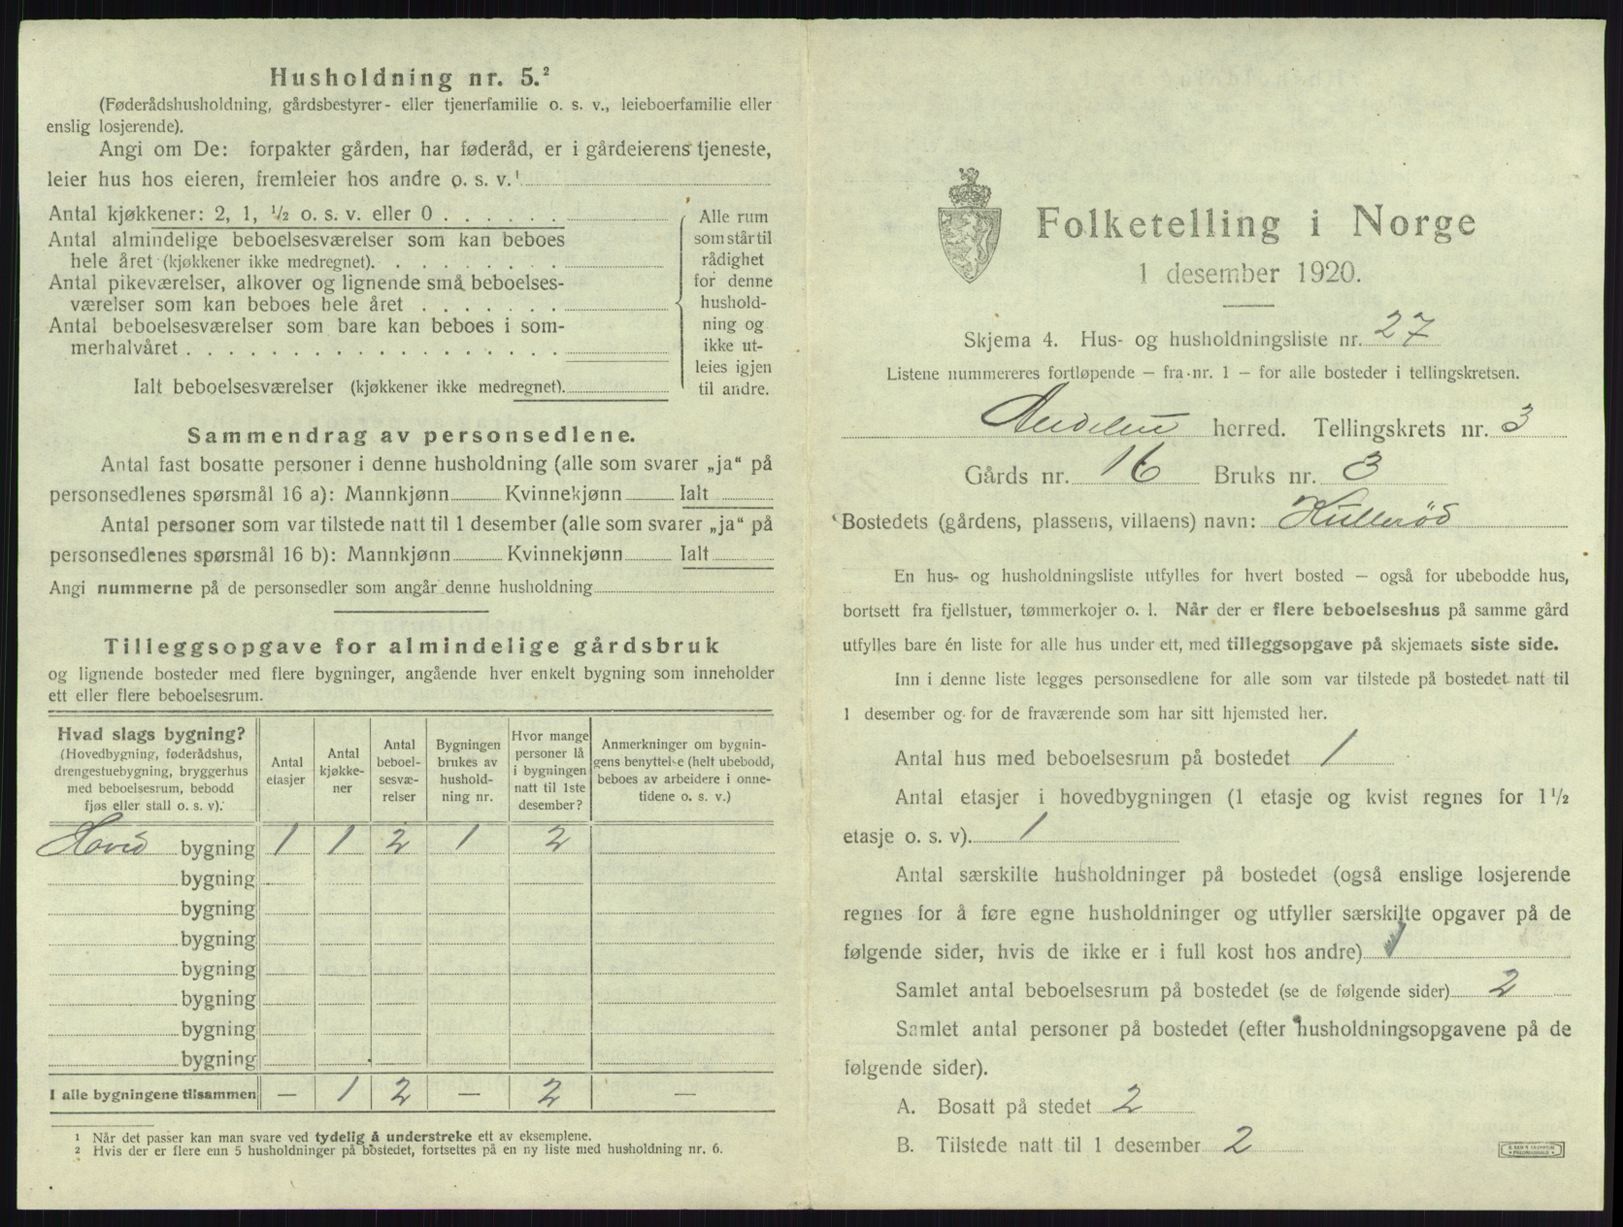 Husholdning nr. 5.²
(Føderådshusholdning, gårdsbestyrer- eller tjenerfamilie o. s. v., leieboerfamilie eller
enslig losjerende).
Angi om De: forpakter gården, har føderåd, er i gårdeierens tjeneste,
leier hus hos eieren, fremleier hos andre o. s. v.¹
Antal kjøkkener: 2, 1, ½ o. s. v. eller 0
Antal almindelige beboelsesværelser som kan beboes
hele året (kjøkkener ikke medregnet).
Antal pikeværelser, alkover og lignende små beboelses-
værelser som kan beboes hele året
Antal beboelsesværelser som bare kan beboes i som-
merhalvåret
Ialt beboelsesværelser (kjøkkener ikke medregnet).
Alle rum
som står til
rådighet
for denne
hushold-
ning og
ikke ut-
leies igjen
til andre.
Sammendrag av personsedlene.
Antal fast bosatte personer i denne husholdning (alle som svarer „ja“ på
personsedlenes spørsmål 16 a): Mannkjønn Kvinnekjønn Ialt
Antal personer som var tilstede natt til 1 desember (alle som svarer „ja“ på
personsedlenes spørsmål 16 b): Mannkjønn Kvinnekjønn Ialt
Angi nummerne på de personsedler som angår denne husholdning
Tilleggsopgave for almindelige gårdsbruk
og lignende bosteder med flere bygninger, angående hver enkelt bygning som inneholder
ett eller flere beboelsesrum.
Hvad slags bygning?
(Hovedbygning, føderådshus,
drengestuebygning, bryggerhus
med beboelsesrum, bebodd
fjøs eller stall o. s. v).
Antal
etasjer
Antal
kjøkke-
ner
Antal
beboel-
sesvæ-
relser
Bygningen
brukes av
hushold-
ning nr.
Hvor mange
personer lå
i bygningen
natt til 1ste
desember?
Anmerkninger om bygnin-
gens benyttelse (helt ubebodd,
beboes av arbeidere i onne-
tidene o. s. v.)
Hoved bygning 1 1 2 1 2
bygning
bygning
bygning
bygning
bygning
bygning
bygning
I alle bygningene tilsammen — 1 2 — 2 —
¹ Når det passer kan man svare ved tydelig å understreke ett av eksemplene.
² Hvis der er flere enn 5 husholdninger på bostedet, fortsettes på en ny liste med husholdning nr. 6.
Folketelling i Norge
1 desember 1920.
Skjema 4. Hus- og husholdningsliste nr. 27
Listene nummereres fortløpende — fra nr. 1 — for alle bosteder i tellingskretsen.
herred. Tellingskrets nr. 3
Gårds nr. 16 Bruks nr. 3
Bostedets (gårdens, plassens, villaens) navn: Kullerød
En hus- og husholdningsliste utfylles for hvert bosted — også for ubebodde hus,
bortsett fra fjellstuer, tømmerkojer o. l. Når der er flere beboelseshus på samme gård
utfylles bare én liste for alle hus under ett, med tilleggsopgave på skjemaets siste side.
Inn i denne liste legges personsedlene for alle som var tilstede på bostedet natt til
1 desember og for de fraværende som har sitt hjemsted her.
Antal hus med beboelsesrum på bostedet 1
Antal etasjer i hovedbygningen (1 etasje og kvist regnes for 1½
etasje o. s. v). 1
Antal særskilte husholdninger på bostedet (også enslige losjerende
regnes for å føre egne husholdninger og utfyller særskilte opgaver på de
følgende sider, hvis de ikke er i full kost hos andre) 1
Samlet antal beboelsesrum på bostedet (se de følgende sider) 2
Samlet antal personer på bostedet (efter husholdningsopgavene på de
følgende sider).
A. Bosatt på stedet 2
B. Tilstede natt til 1 desember 2